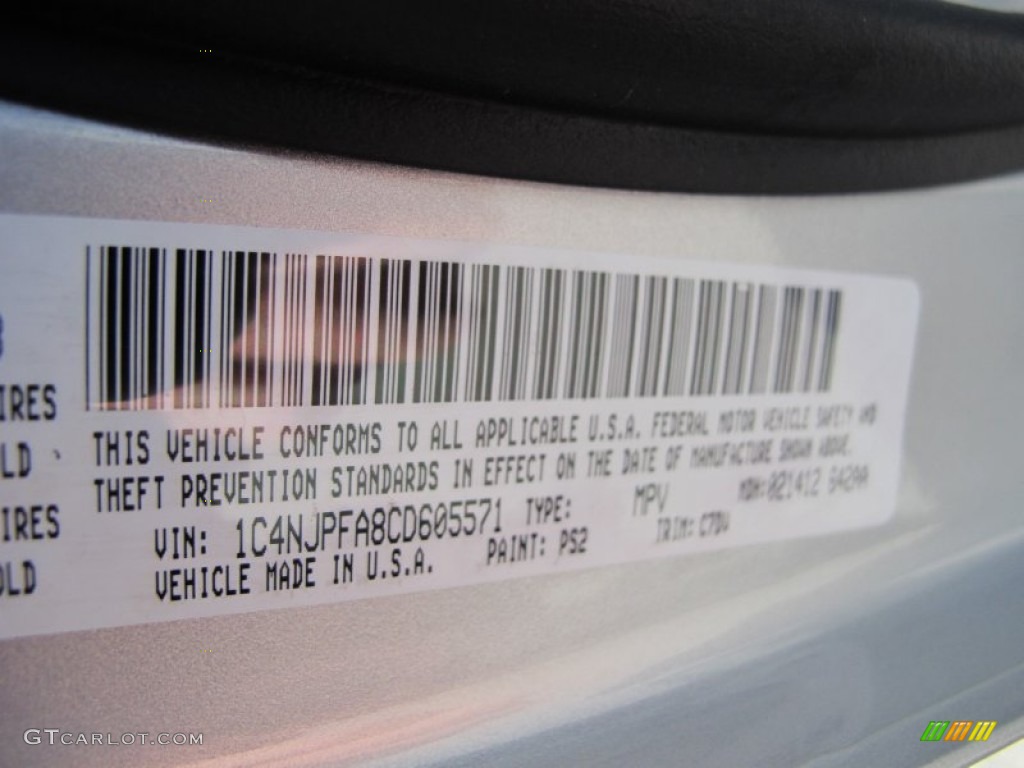 IRES
THIS VEHICLE CONFORMS TO ALL APPLICABLE U.S.A. FEDERAL MOTOR VEHICLE SAFETY AND
OLD
THEFT PREVENTION STANDARDS IN EFFECT ON THE DATE OF MANUFACTURE SHOWN ABOVE.
IRES
VIN: 1C4NJPFA8CD605571 TYPE: MPV MDH:021412
OLD
VEHICLE MADE IN U.S.A. PAINT: PS2 TRIM: C7DV
GTCARLOT.COM